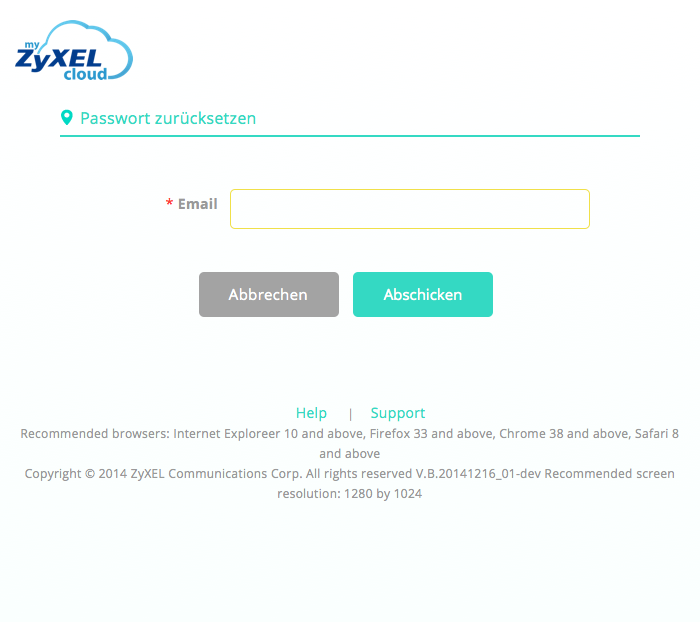 my
ZyXEL
cloud
Passwort zurücksetzen
* Email
Abbrechen
Abschicken
Help | Support
Recommended browsers: Internet Exploreer 10 and above, Firefox 33 and above, Chrome 38 and above, Safari 8
and above
Copyright © 2014 ZyXEL Communications Corp. All rights reserved V.B.20141216_01-dev Recommended screen
resolution: 1280 by 1024